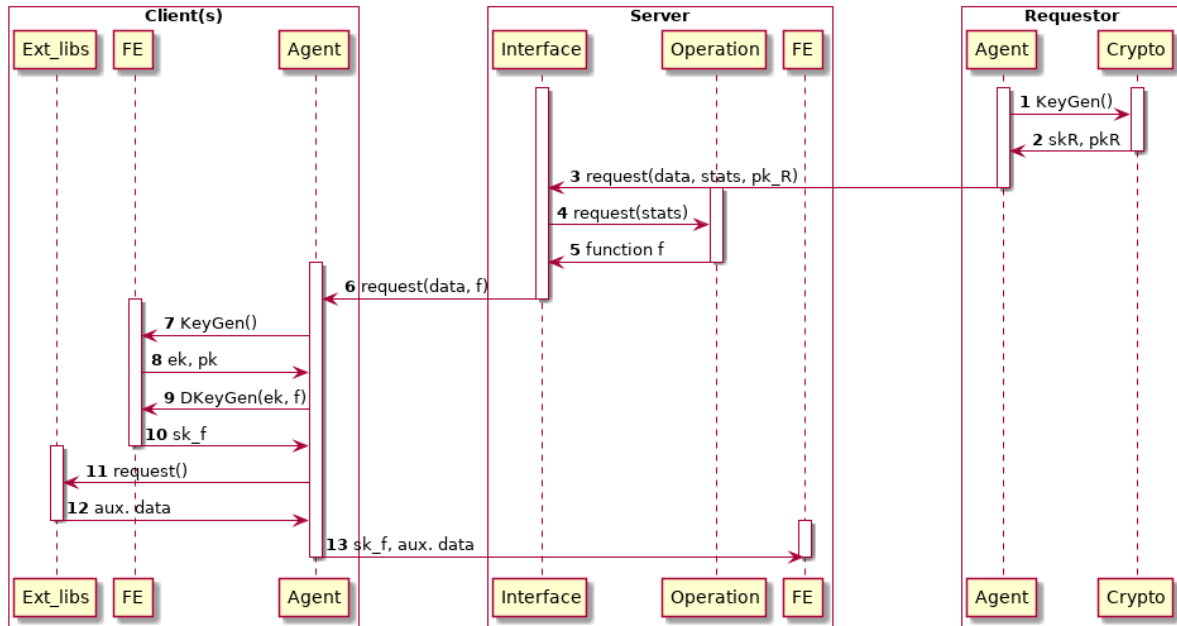 Client(s) Server Requestor
Ext_libs FE Agent Interface Operation FE Agent Crypto
1 KeyGen()
2 skR, pkR
3 request(data, stats, pk_R)
4 request(stats)
5 function f
6 request(data, f)
7 KeyGen()
8 ek, pk
9 DKeyGen(ek, f)
10 sk_f
11 request()
12 aux. data
13 sk_f, aux. data
Ext_libs FE Agent Interface Operation FE Agent Crypto